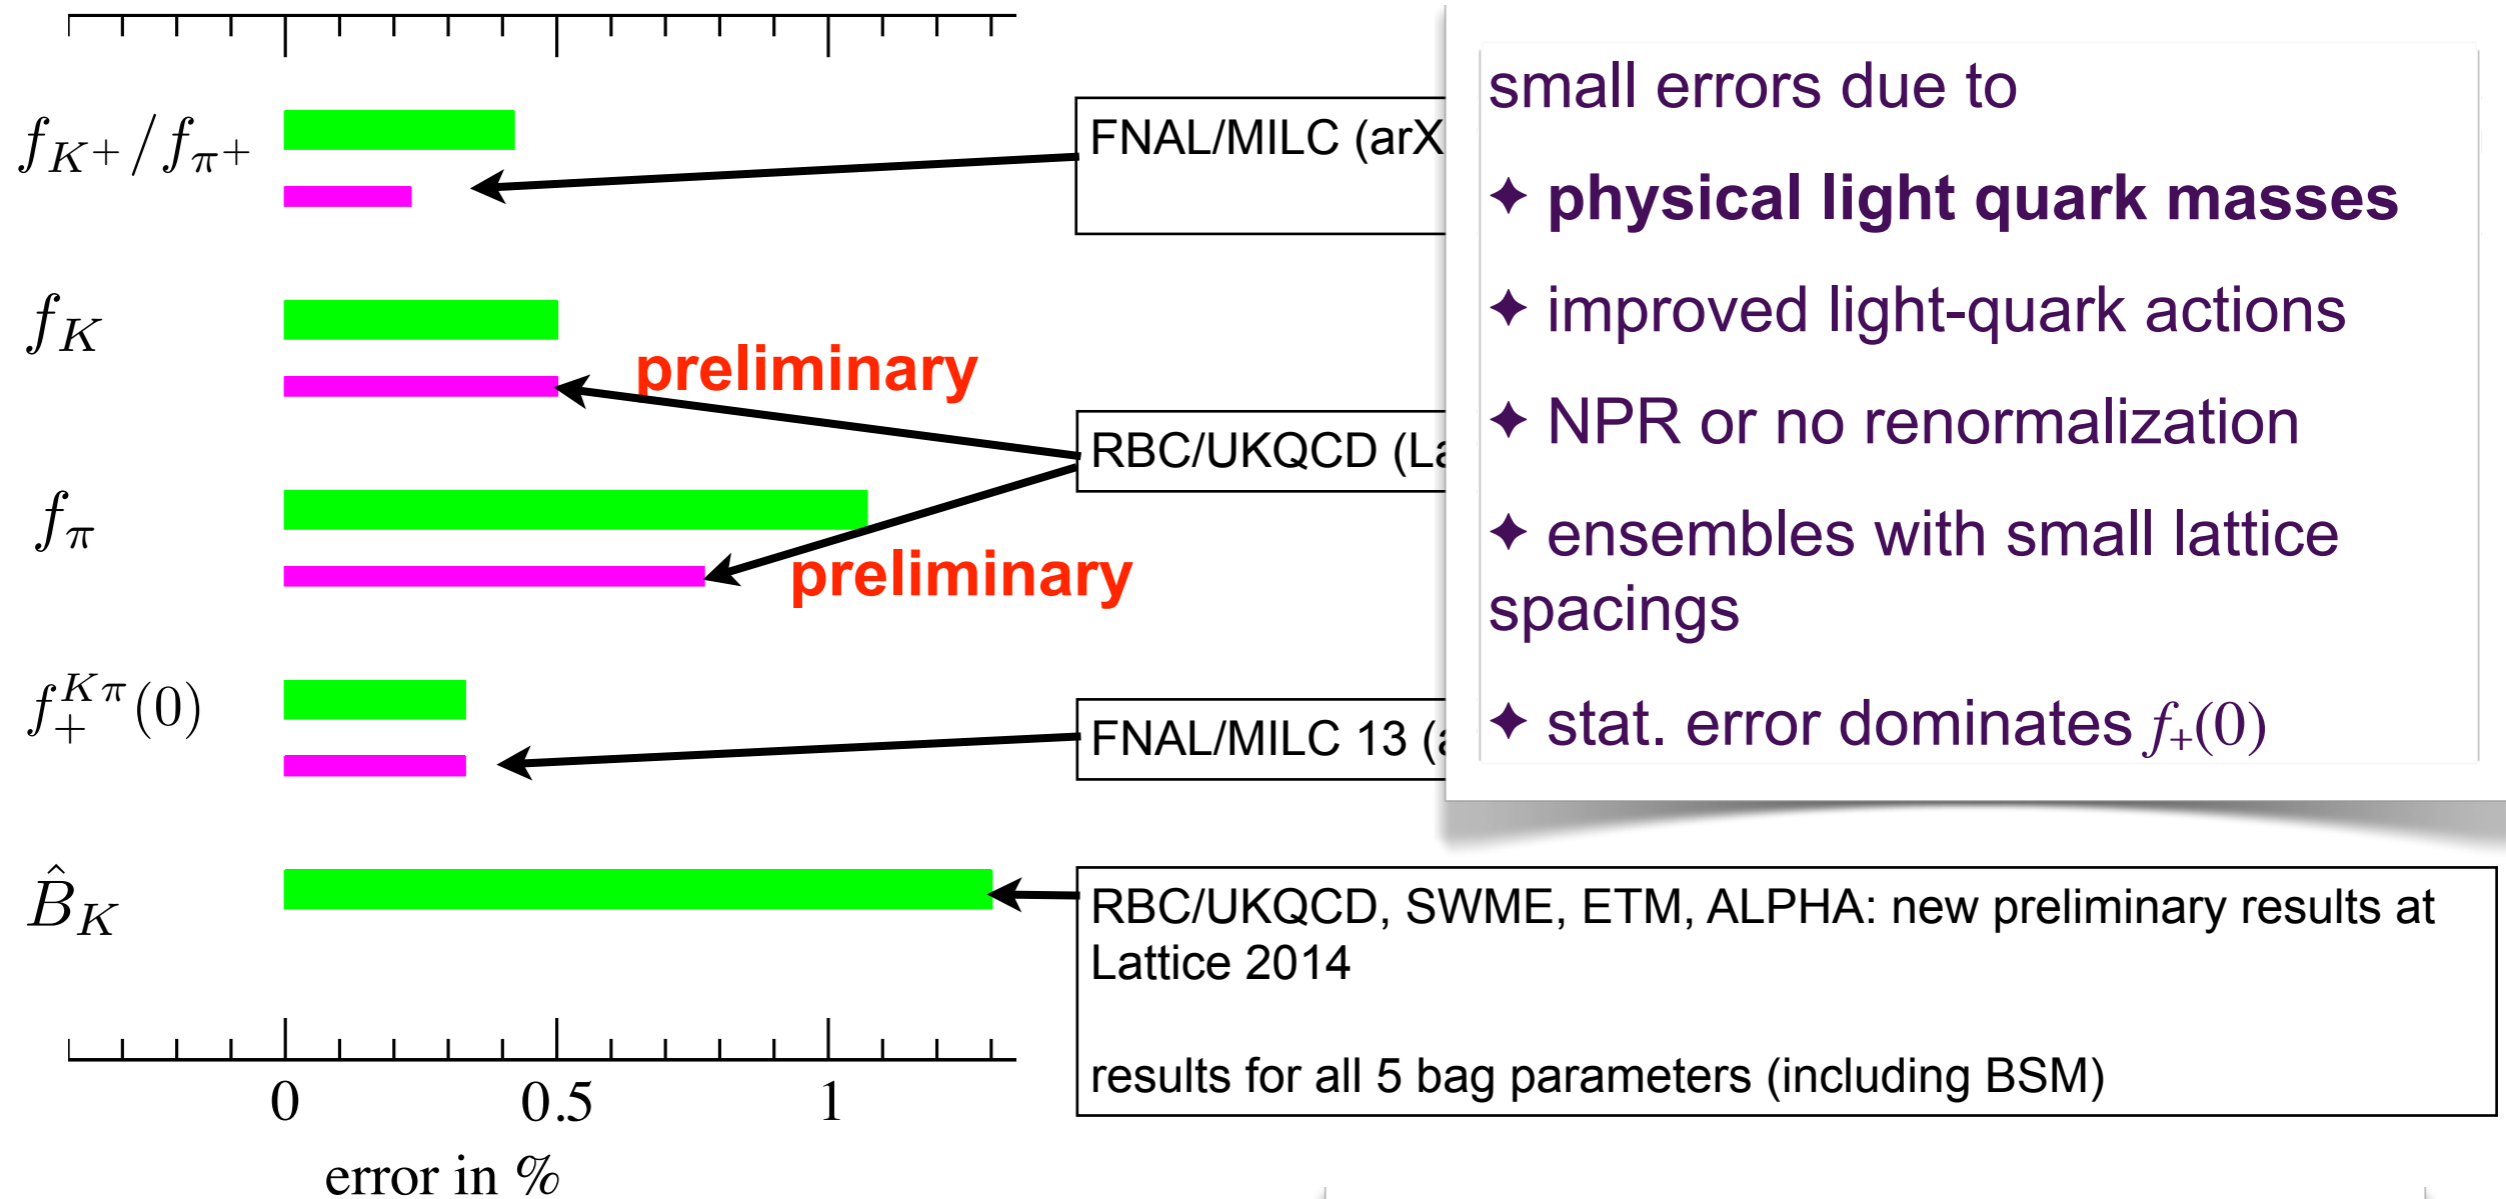 small errors due to
✦ physical light quark masses
✦ improved light-quark actions
✦ NPR or no renormalization
✦ ensembles with small lattice
spacings
✦ stat. error dominates f₊(0)
f_{K⁺}/f_{π⁺}
FNAL/MILC (arX
f_K
preliminary
RBC/UKQCD (La
f_π
preliminary
f_+^{Kπ}(0)
FNAL/MILC 13 (a
B̂_K
RBC/UKQCD, SWME, ETM, ALPHA: new preliminary results at
Lattice 2014
results for all 5 bag parameters (including BSM)
0 0.5 1
error in %